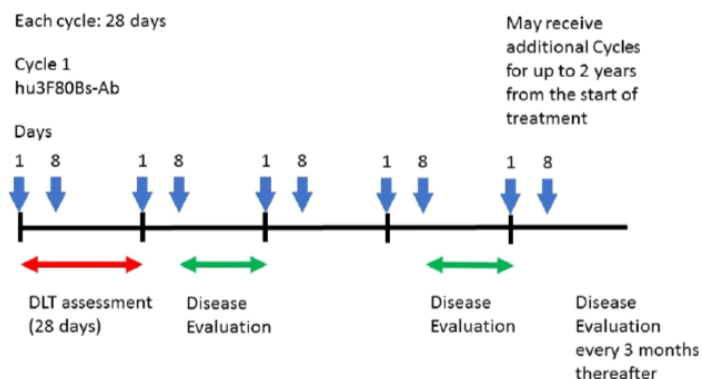 Each cycle: 28 days
May receive
additional Cycles
for up to 2 years
from the start of
treatment
Cycle 1
hu3F80Bs-Ab
Days
1 8 1 8 1 8 1 8 1 8
DLT assessment
(28 days)
Disease
Evaluation
Disease
Evaluation
Disease
Evaluation
every 3 months
thereafter